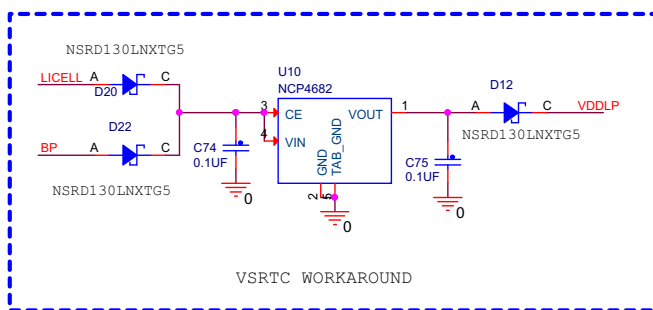 NSRD130LNXTG5
LICELL A C
D20
U10
NCP4682
D12
3 CE VOUT 1 A C VDDLP
4 VIN
NSRD130LNXTG5
D22
BP A C
C74
0.1UF
C75
0.1UF
GND
TAB_GND
NSRD130LNXTG5
2 5
0
0
0
VSRTC WORKAROUND